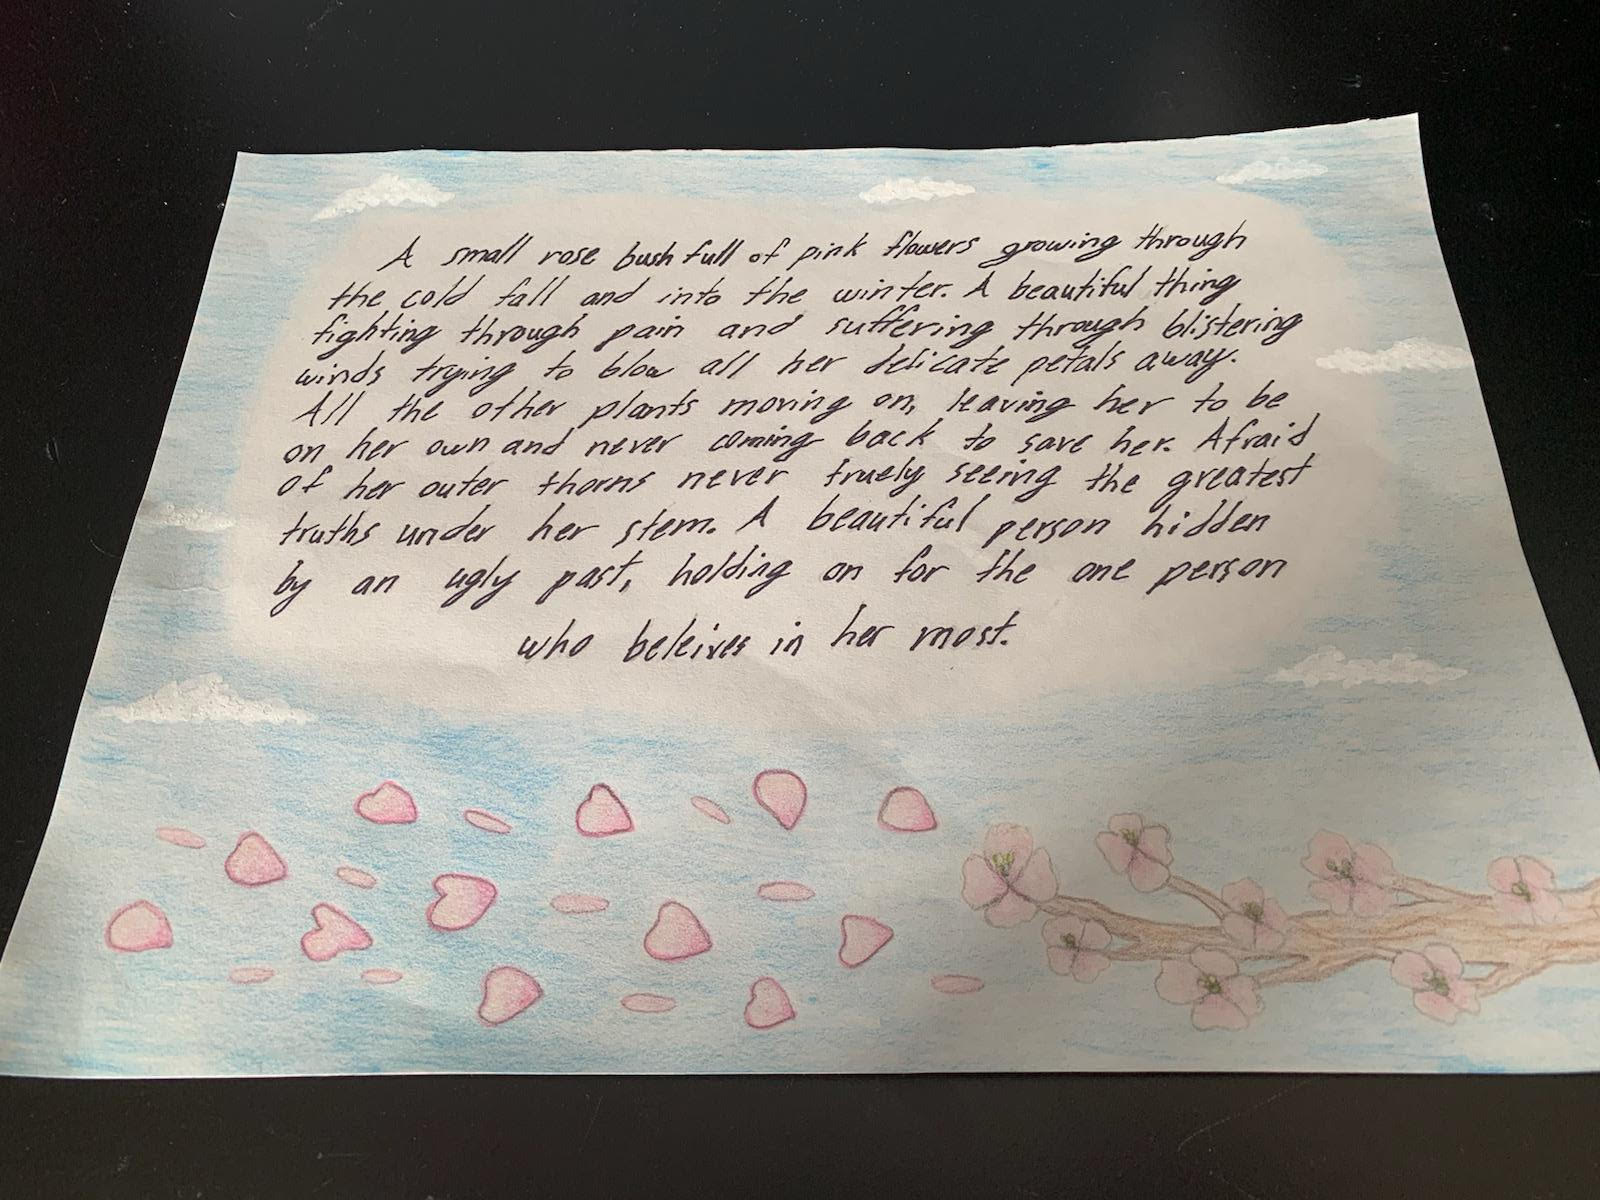 A small rose bush full of pink flowers growing through
the cold fall and into the winter. A beautiful thing
fighting through pain and suffering through blistering
winds trying to blow all her delicate petals away.
All the other plants moving on, leaving her to be
on her own and never coming back to save her. Afraid
of her outer thorns never truely seeing the greatest
truths under her stem. A beautiful person hidden
by an ugly past, holding on for the one person
who beleives in her most.